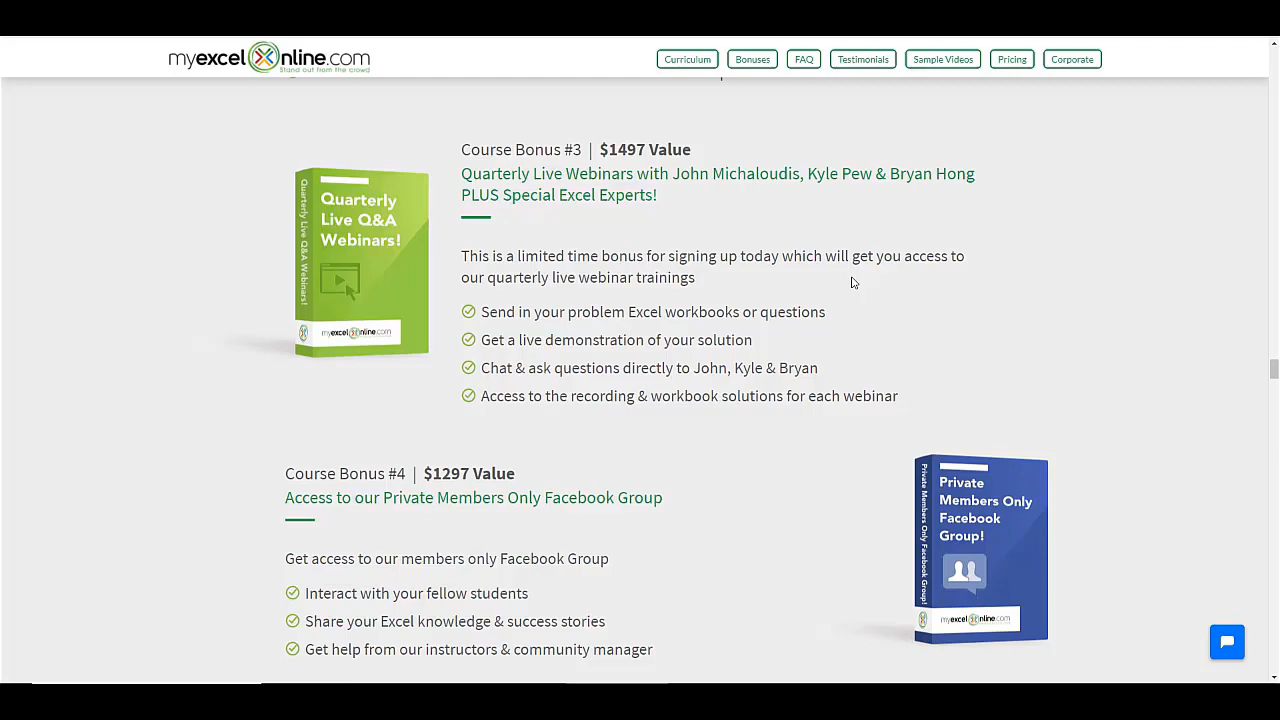 myexcelonline.com
Stand out from the crowd
Curriculum
Bonuses
FAQ
Testimonials
Sample Videos
Pricing
Corporate
Course Bonus #3 | $1497 Value
Quarterly Live Webinars with John Michaloudis, Kyle Pew & Bryan Hong
PLUS Special Excel Experts!
Quarterly Live Q&A Webinars!
Quarterly
Live Q&A
Webinars!
myexcelonline.com
This is a limited time bonus for signing up today which will get you access to
our quarterly live webinar trainings
Send in your problem Excel workbooks or questions
Get a live demonstration of your solution
Chat & ask questions directly to John, Kyle & Bryan
Access to the recording & workbook solutions for each webinar
Course Bonus #4 | $1297 Value
Access to our Private Members Only Facebook Group
Get access to our members only Facebook Group
Interact with your fellow students
Share your Excel knowledge & success stories
Get help from our instructors & community manager
Private Members Only Facebook Group!
Private
Members Only
Facebook
Group!
myexcelonline.com